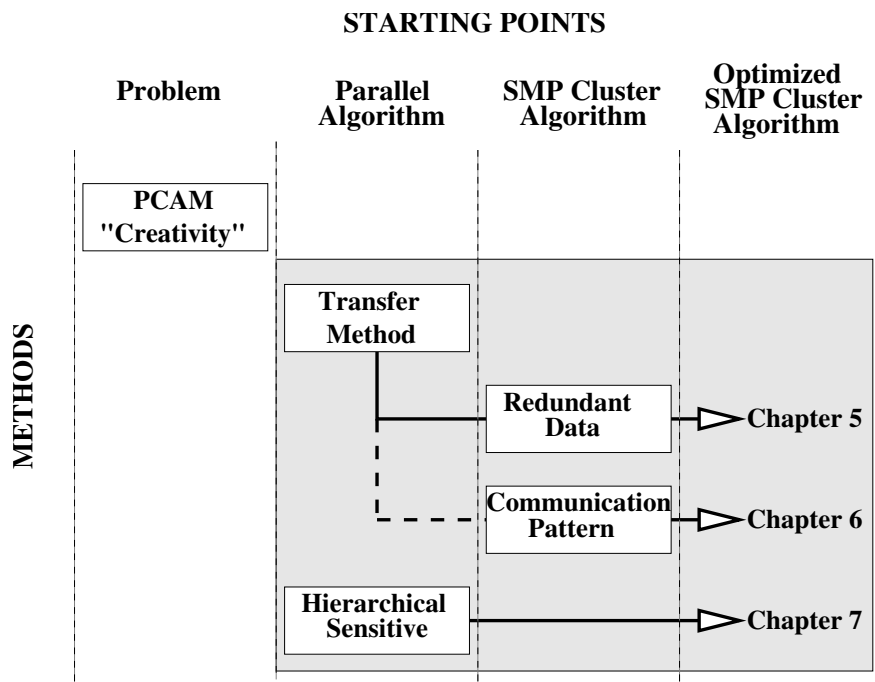 STARTING POINTS
Problem
Parallel
Algorithm
SMP Cluster
Algorithm
Optimized
SMP Cluster
Algorithm
METHODS
PCAM
"Creativity"
Transfer
Method
Redundant
Data
Chapter 5
Communication
Pattern
Chapter 6
Hierarchical
Sensitive
Chapter 7